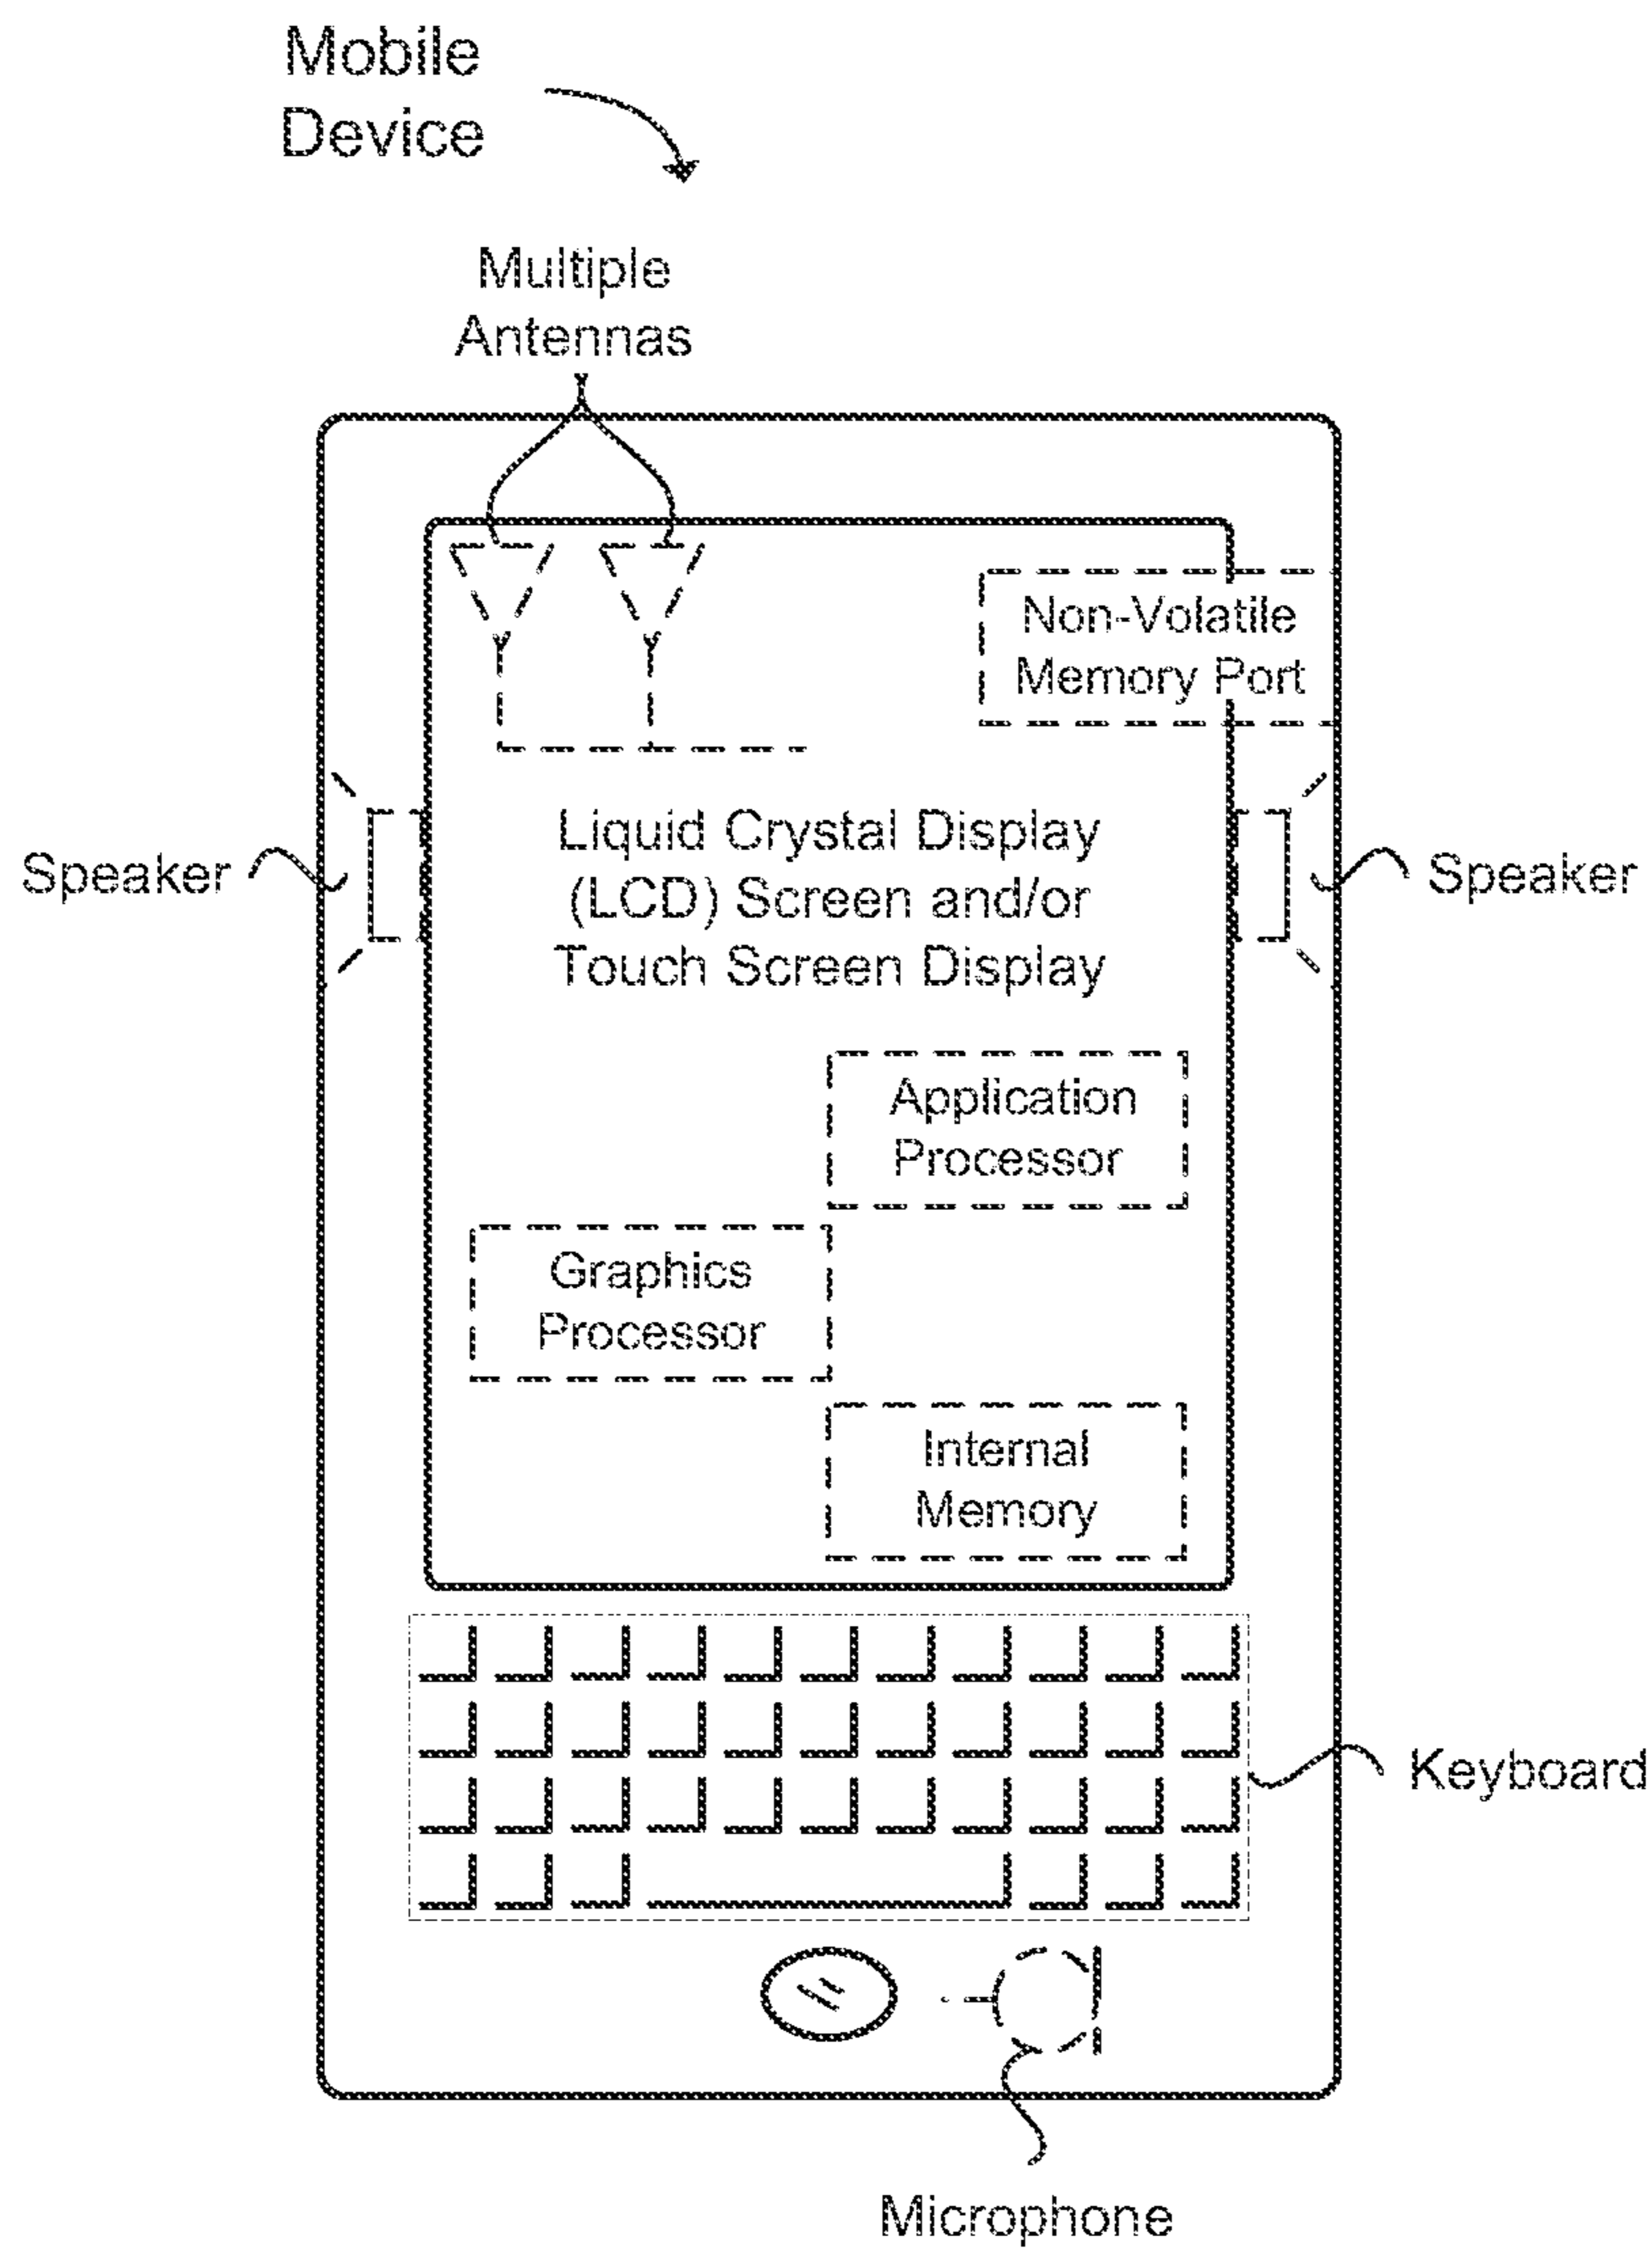 Mobile
Device
Multiple
Antennas
Non-Volatile
Memory Port
Liquid Crystal Display
(LCD) Screen and/or
Touch Screen Display
Speaker
Speaker
Application
Processor
Graphics
Processor
Internal
Memory
Keyboard
Microphone